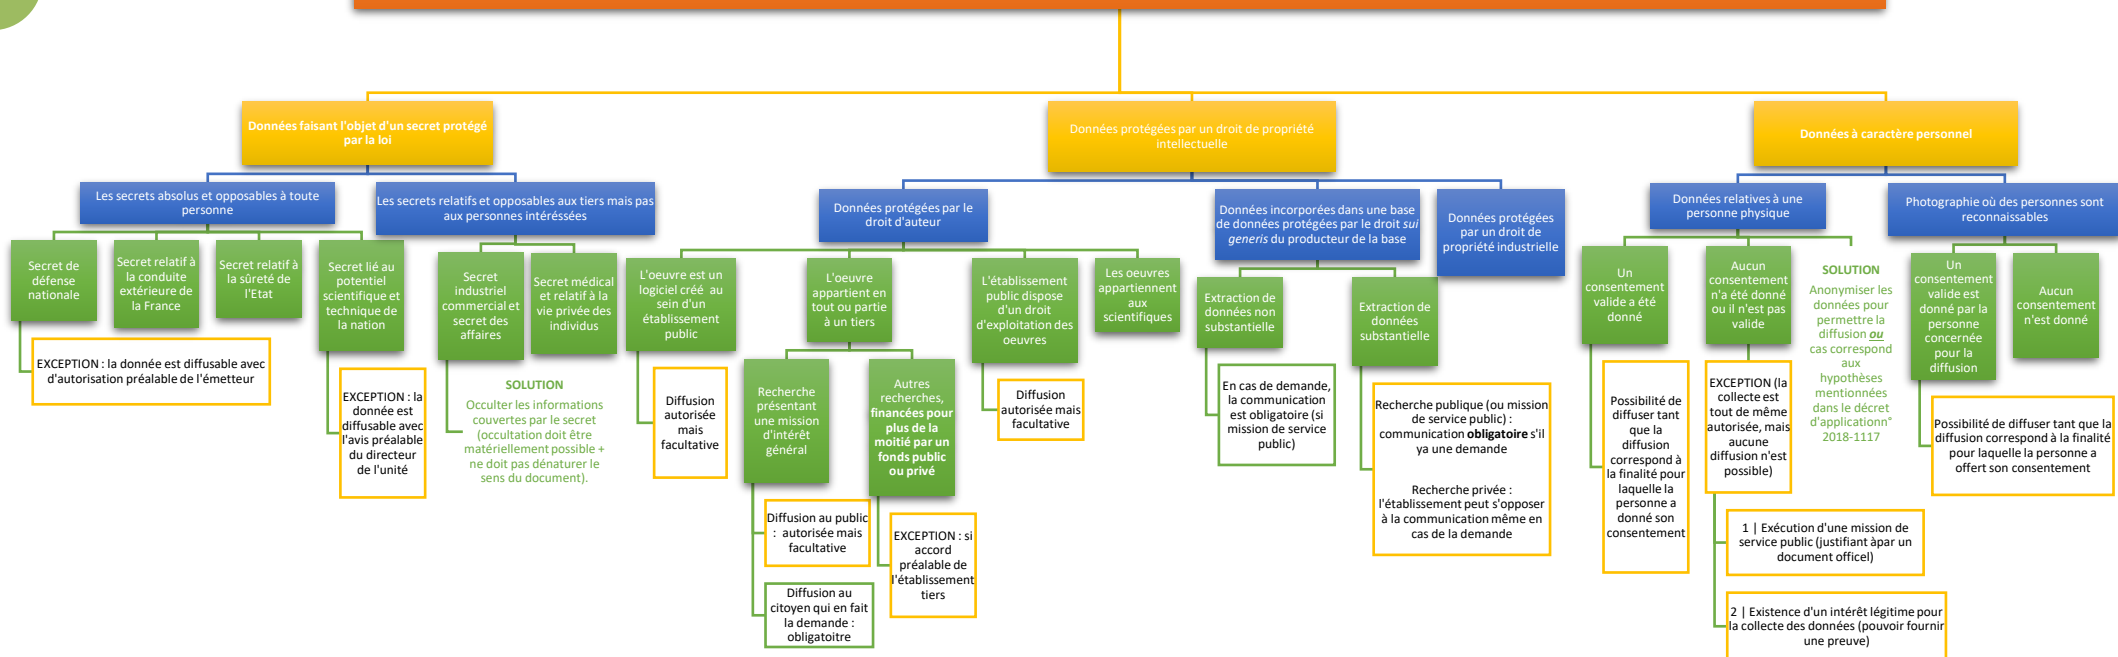 Données faisant l'objet d'un secret protégé
par la loi
Données protégées par un droit de propriété
intellectuelle
Données à caractère personnel
Les secrets absolus et opposables à toute
personne
Les secrets relatifs et opposables aux tiers mais pas
aux personnes intéréssées
Données protégées par le
droit d'auteur
Données incorporées dans une base
de données protégées par le droit sui
generis du producteur de la base
Données protégées
par un droit de
propriété industrielle
Données relatives à une
personne physique
Photographie où des personnes sont
reconnaissables
Secret de
défense
nationale
Secret relatif à
la conduite
extérieure de
la France
Secret relatif à
la sûreté de
l'Etat
Secret lié au
potentiel
scientifique et
technique de
la nation
Secret
industriel
commercial et
secret des
affaires
Secret médical
et relatif à la
vie privée des
individus
L'oeuvre est un
logiciel créé au
sein d'un
établissement
public
L'oeuvre
appartient en
tout ou partie
à un tiers
L'établissement
public dispose
d'un droit
d'exploitation des
oeuvres
Les oeuvres
appartiennent
aux
scientifiques
Extraction de
données non
substantielle
Extraction de
données
substantielle
Un
consentement
valide a été
donné
Aucun
consentement
n'a été donné
ou il n'est pas
valide
SOLUTION
Anonymiser les
données pour
permettre la
diffusion ou
cas correspond
aux
hypothèses
mentionnées
dans le décret
d'applicationn°
2018-1117
Un
consentement
valide est
donné par la
personne
concernée
pour la
diffusion
Aucun
consentement
n'est donné
EXCEPTION : la donnée est diffusable avec
d'autorisation préalable de l'émetteur
EXCEPTION : la
donnée est
diffusable avec
l'avis préalable
du directeur
de l'unité
SOLUTION
Occulter les informations
couvertes par le secret
(occultation doit être
matériellement possible +
ne doit pas dénaturer le
sens du document).
Diffusion
autorisée
mais
facultative
Recherche
présentant
une mission
d'intérêt
général
Autres
recherches,
financées pour
plus de la
moitié par un
fonds public
ou privé
Diffusion
autorisée mais
facultative
En cas de demande,
la communication
est obligatoire (si
mission de service
public)
Recherche publique (ou mission
de service public) :
communication obligatoire s'il
ya une demande
Recherche privée :
l'établissement peut s'opposer
à la communication même en
cas de la demande
Possibilité de
diffuser tant
que la
diffusion
correspond à
la finalité pour
laquelle la
personne a
donné son
consentement
EXCEPTION (la
collecte est
tout de même
autorisée, mais
aucune
diffusion n'est
possible)
Possibilité de diffuser tant que la
diffusion correspond à la finalité
pour laquelle la personne a
offert son consentement
Diffusion au public
: autorisée mais
facultative
Diffusion au
citoyen qui en fait
la demande :
obligatoitre
EXCEPTION : si
accord
préalable de
l'établissement
tiers
1 | Exécution d'une mission de
service public (justifiant àpar un
document officel)
2 | Existence d'un intérêt légitime pour
la collecte des données (pouvoir fournir
une preuve)